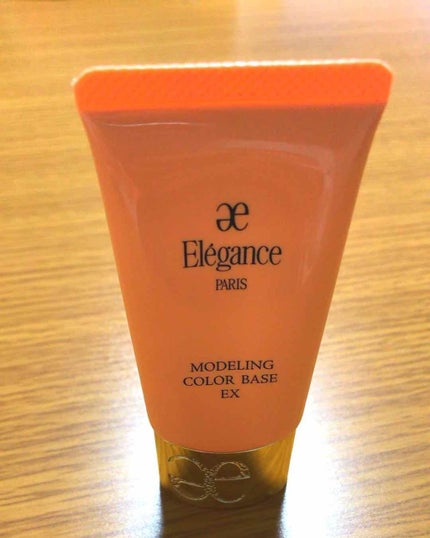 æ
Elégance
PARIS
MODELING
COLOR BASE
EX
æ